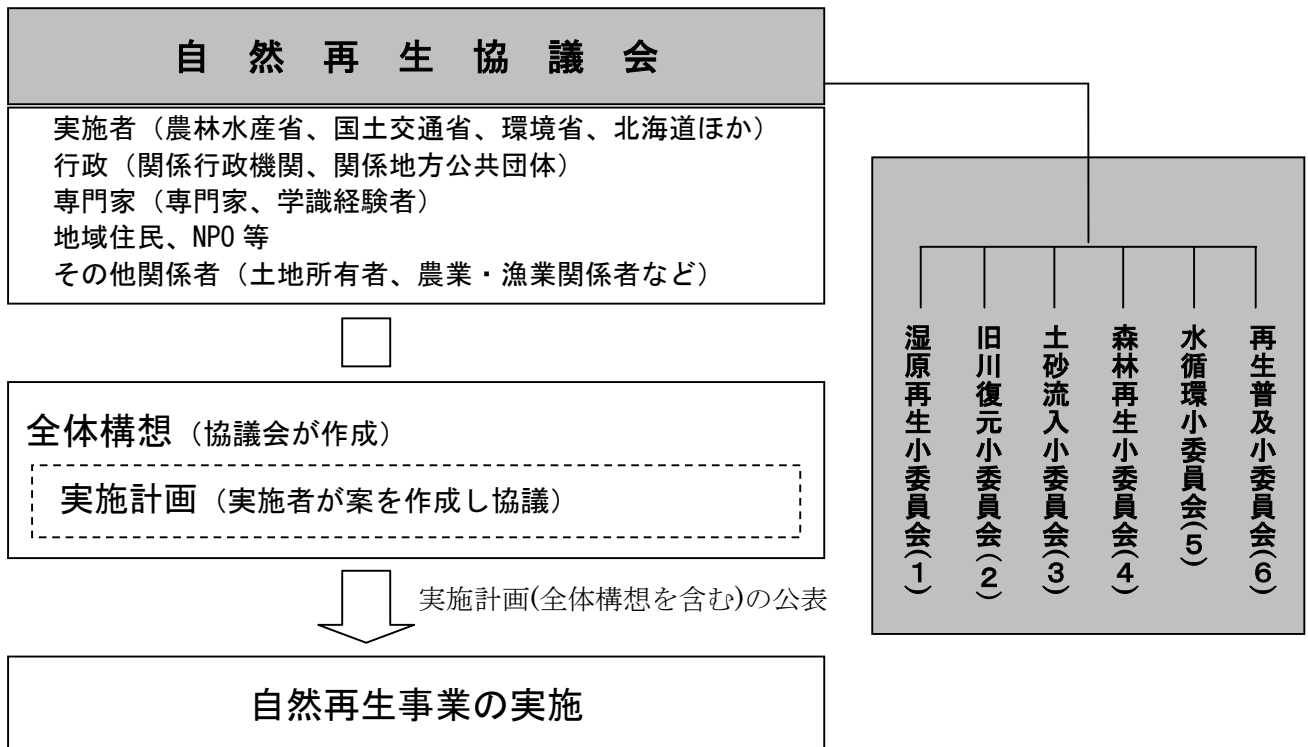 自然再生協議会
実施者（農林水産省、国土交通省、環境省、北海道ほか）
行政（関係行政機関、関係地方公共団体）
専門家（専門家、学識経験者）
地域住民、NPO 等
その他関係者（土地所有者、農業・漁業関係者など）
全体構想（協議会が作成）
実施計画（実施者が案を作成し協議）
実施計画(全体構想を含む)の公表
自然再生事業の実施
湿原再生小委員会(１)
旧川復元小委員会(２)
土砂流入小委員会(３)
森林再生小委員会(４)
水循環小委員会(５)
再生普及小委員会(６)